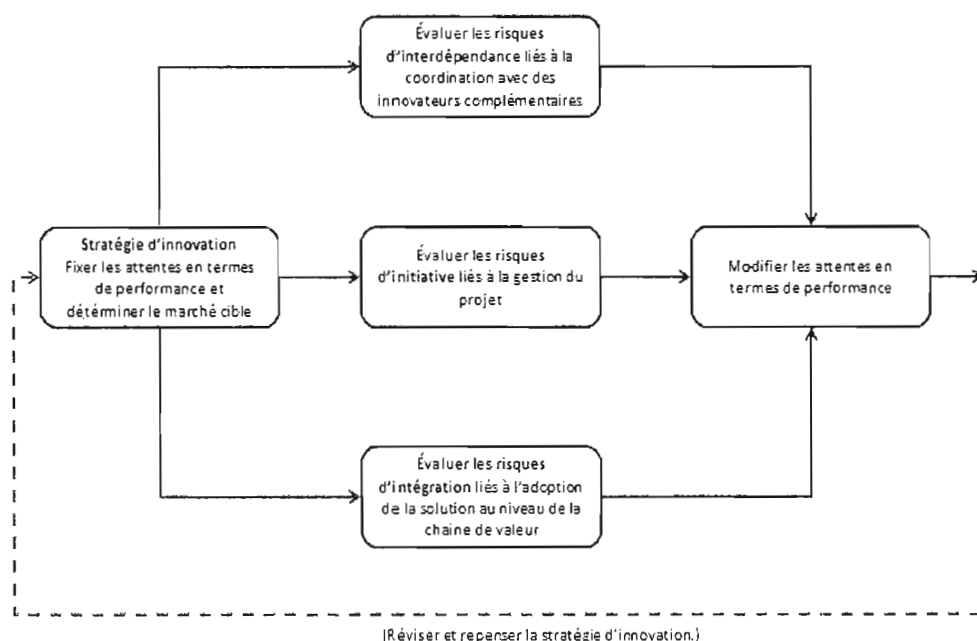 Évaluer les risques
d'interdépendance liés à la
coordination avec des
innovateurs complémentaires
Stratégie d'innovation
Fixer les attentes en termes
de performance et
détérminer le marché cible
Évaluer les risques
d'initiative liés à la gestion du
projet
Modifier les attentes en
termes de performance
Évaluer les risques
d'intégration liés à l'adoption
de la solution au niveau de la
chaine de valeur
(Réviser et repenser la stratégie d'innovation.)